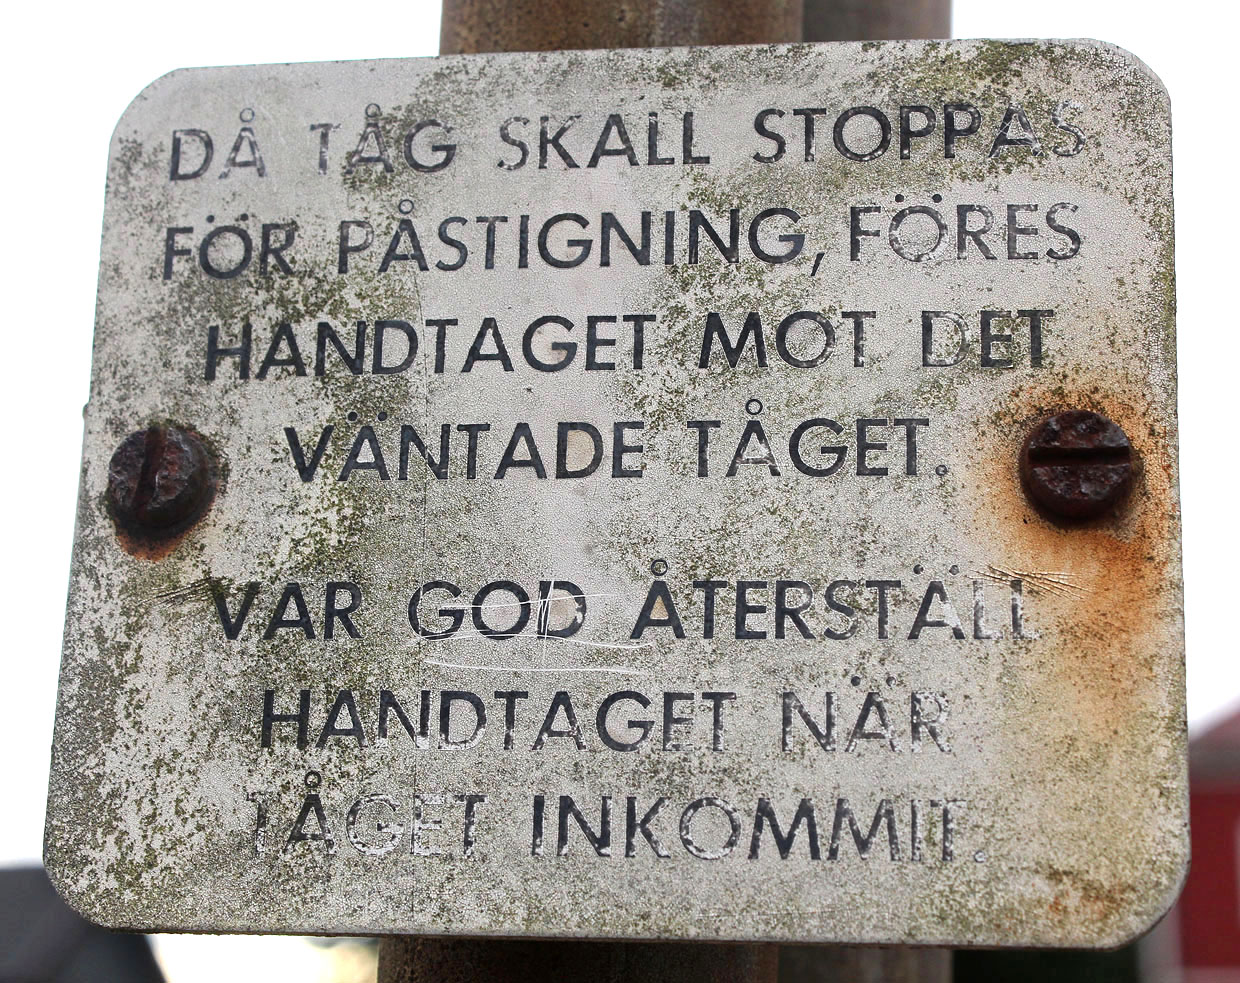 DÅ TÅG SKALL STOPPAS
FÖR PÅSTIGNING, FÖRES
HANDTAGET MOT DET
VÄNTADE TÅGET.
VAR GOD ÅTERSTÄLL
HANDTAGET NÄR
TÅGET INKOMMIT.